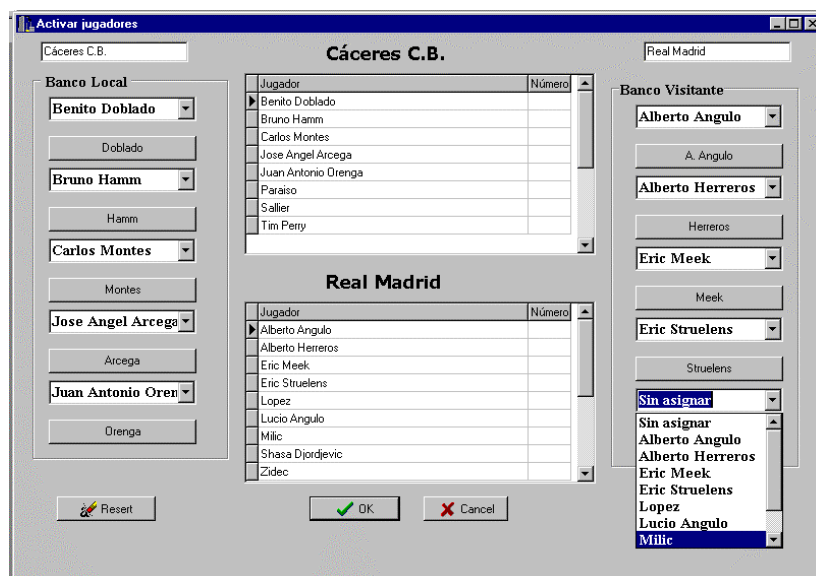 Activar jugadores
Cáceres C.B.
Cáceres C.B.
Real Madrid
Banco Local
Benito Doblado
Doblado
Bruno Hamm
Hamm
Carlos Montes
Montes
Jose Angel Arcega
Arcega
Juan Antonio Oren
Orenga
Jugador Número
Benito Doblado
Bruno Hamm
Carlos Montes
Jose Angel Arcega
Juan Antonio Orenga
Paraiso
Sallier
Tim Perry
Real Madrid
Jugador Número
Alberto Angulo
Alberto Herreros
Eric Meek
Eric Struelens
Lopez
Lucio Angulo
Milic
Shasa Djordjevic
Zidec
Banco Visitante
Alberto Angulo
A. Angulo
Alberto Herreros
Herreros
Eric Meek
Meek
Eric Struelens
Struelens
Sin asignar
Sin asignar
Alberto Angulo
Alberto Herreros
Eric Meek
Eric Struelens
Lopez
Lucio Angulo
Milic
Resert
OK
Cancel